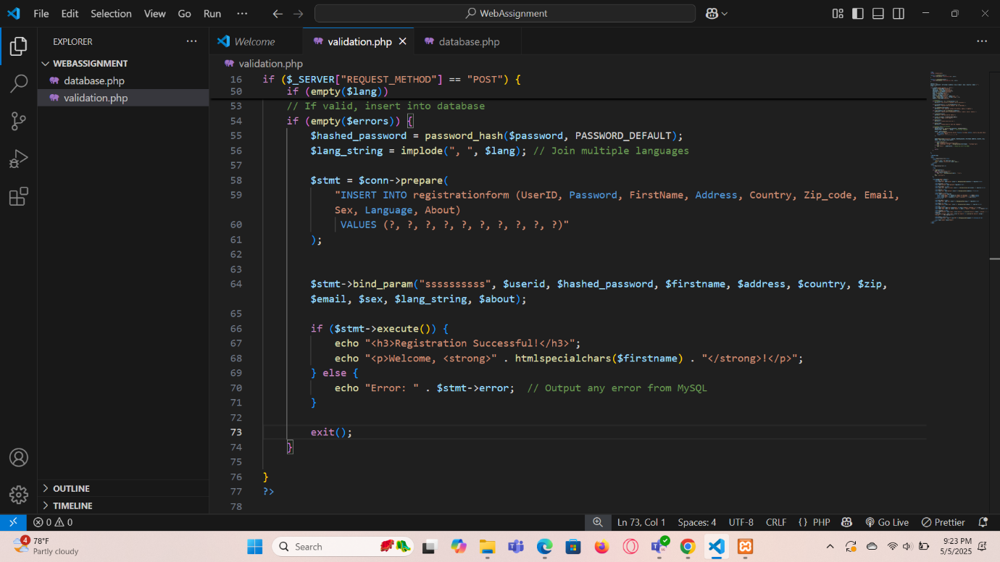 File Edit Selection View Go Run ···
WebAssignment
EXPLORER
WEBASSIGNMENT
database.php
validation.php
OUTLINE
TIMELINE
Welcome
validation.php
database.php
validation.php
16 if ($_SERVER["REQUEST_METHOD"] == "POST") {
50 if (empty($lang))
53 // If valid, insert into database
54 if (empty($errors)) {
55 $hashed_password = password_hash($password, PASSWORD_DEFAULT);
56 $lang_string = implode(", ", $lang); // Join multiple languages
57
58 $stmt = $conn->prepare(
59 "INSERT INTO registrationform (UserID, Password, FirstName, Address, Country, Zip_code, Email,
Sex, Language, About)
60 VALUES (?, ?, ?, ?, ?, ?, ?, ?, ?, ?)"
61 );
62
63
64 $stmt->bind_param("ssssssssss", $userid, $hashed_password, $firstname, $address, $country, $zip,
$email, $sex, $lang_string, $about);
65
66 if ($stmt->execute()) {
67 echo "<h3>Registration Successful!</h3>";
68 echo "<p>Welcome, <strong>" . htmlspecialchars($firstname) . "</strong>!</p>";
69 } else {
70 echo "Error: " . $stmt->error; // Output any error from MySQL
71 }
72
73 exit();
74 }
75
76 }
77 ?>
78
0 0
Ln 73, Col 1 Spaces: 4 UTF-8 CRLF {} PHP Go Live Prettier
4
78°F
Partly cloudy
Search
9:23 PM
5/5/2025